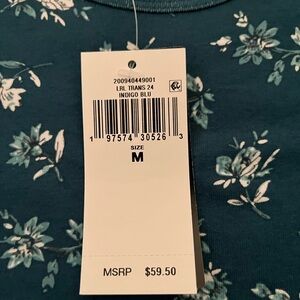 200940449001
LRL TRANS 24
INDIGO BLU
1 97574 30526 3
SIZE
M
MSRP $59.50